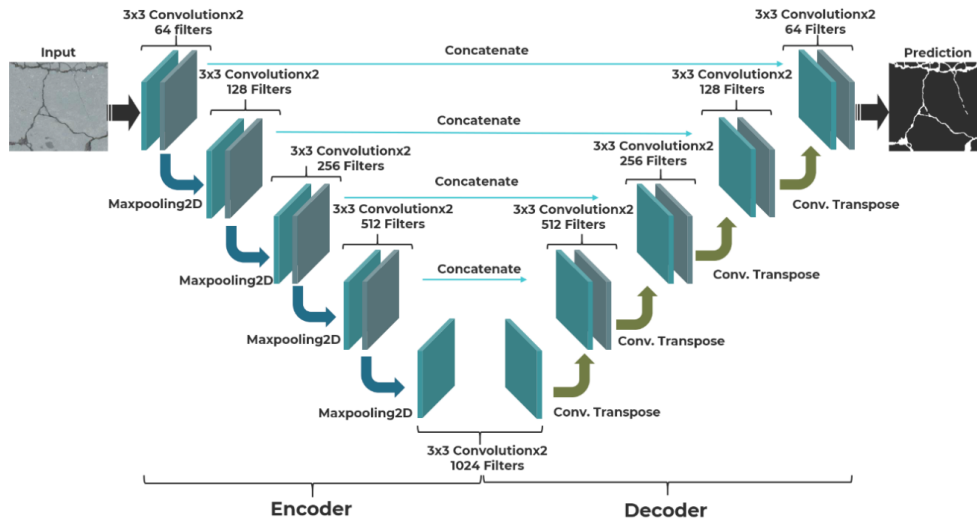 3x3 Convolutionx2
64 filters
3x3 Convolutionx2
64 Filters
Input
Concatenate
Prediction
3x3 Convolutionx2
128 Filters
3x3 Convolutionx2
128 Filters
Concatenate
3x3 Convolutionx2
256 Filters
3x3 Convolutionx2
256 Filters
Maxpooling2D
Concatenate
Conv. Transpose
3x3 Convolutionx2
512 Filters
3x3 Convolutionx2
512 Filters
Maxpooling2D
Concatenate
Conv. Transpose
Maxpooling2D
Conv. Transpose
Maxpooling2D
Conv. Transpose
3x3 Convolutionx2
1024 Filters
Encoder
Decoder